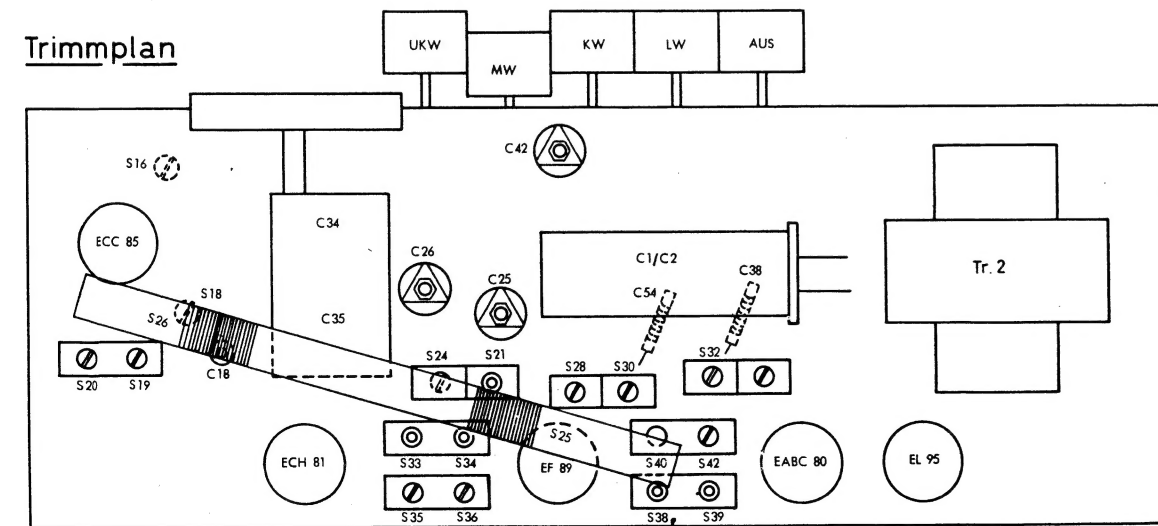 Trimmplan
UKW
MW
KW
LW
AUS
C42
S16
ECC 85
C34
C26
C25
C1/C2
C38
C54
Tr. 2
S18
S26
C35
C18
S20
S19
S24
S21
S28
S30
S32
S25
S33
S34
S40
S42
ECH 81
EF 89
EABC 80
EL 95
S35
S36
S38
S39